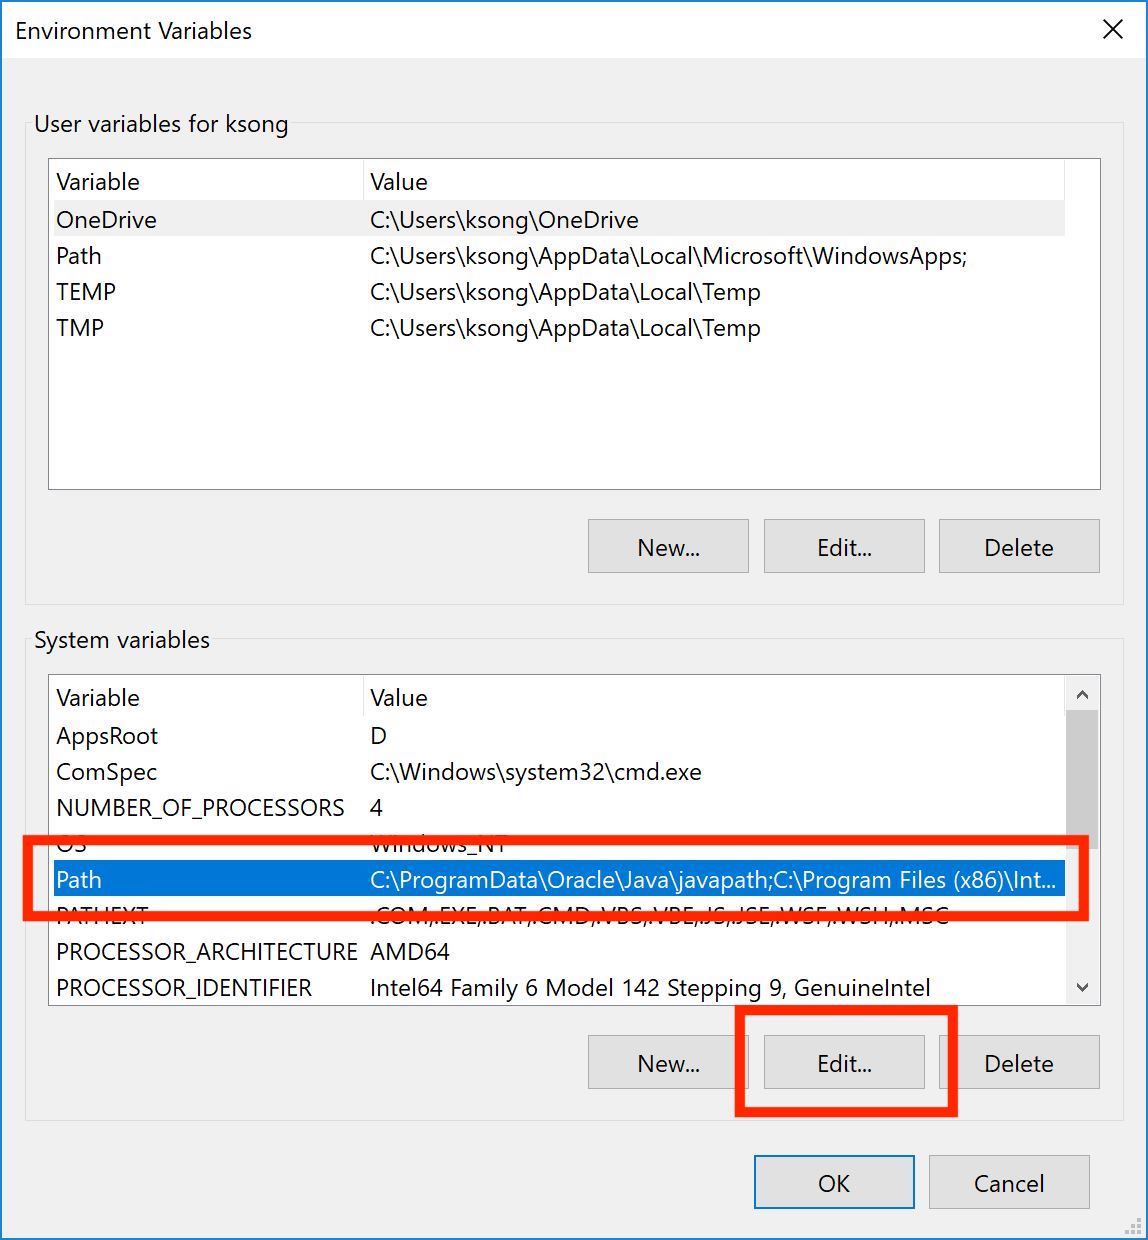 Environment Variables
User variables for ksong
Variable Value
OneDrive C:\Users\ksong\OneDrive
Path C:\Users\ksong\AppData\Local\Microsoft\WindowsApps;
TEMP C:\Users\ksong\AppData\Local\Temp
TMP C:\Users\ksong\AppData\Local\Temp
New... Edit... Delete
System variables
Variable Value
AppsRoot D
ComSpec C:\Windows\system32\cmd.exe
NUMBER_OF_PROCESSORS 4
OS Windows_NT
Path C:\ProgramData\Oracle\Java\javapath;C:\Program Files (x86)\Int...
PATHEXT .COM;.EXE;.BAT;.CMD;.VBS;.VBE;.JS;.JSE;.WSF;.WSH;.MSC
PROCESSOR_ARCHITECTURE AMD64
PROCESSOR_IDENTIFIER Intel64 Family 6 Model 142 Stepping 9, GenuineIntel
New... Edit... Delete
OK Cancel